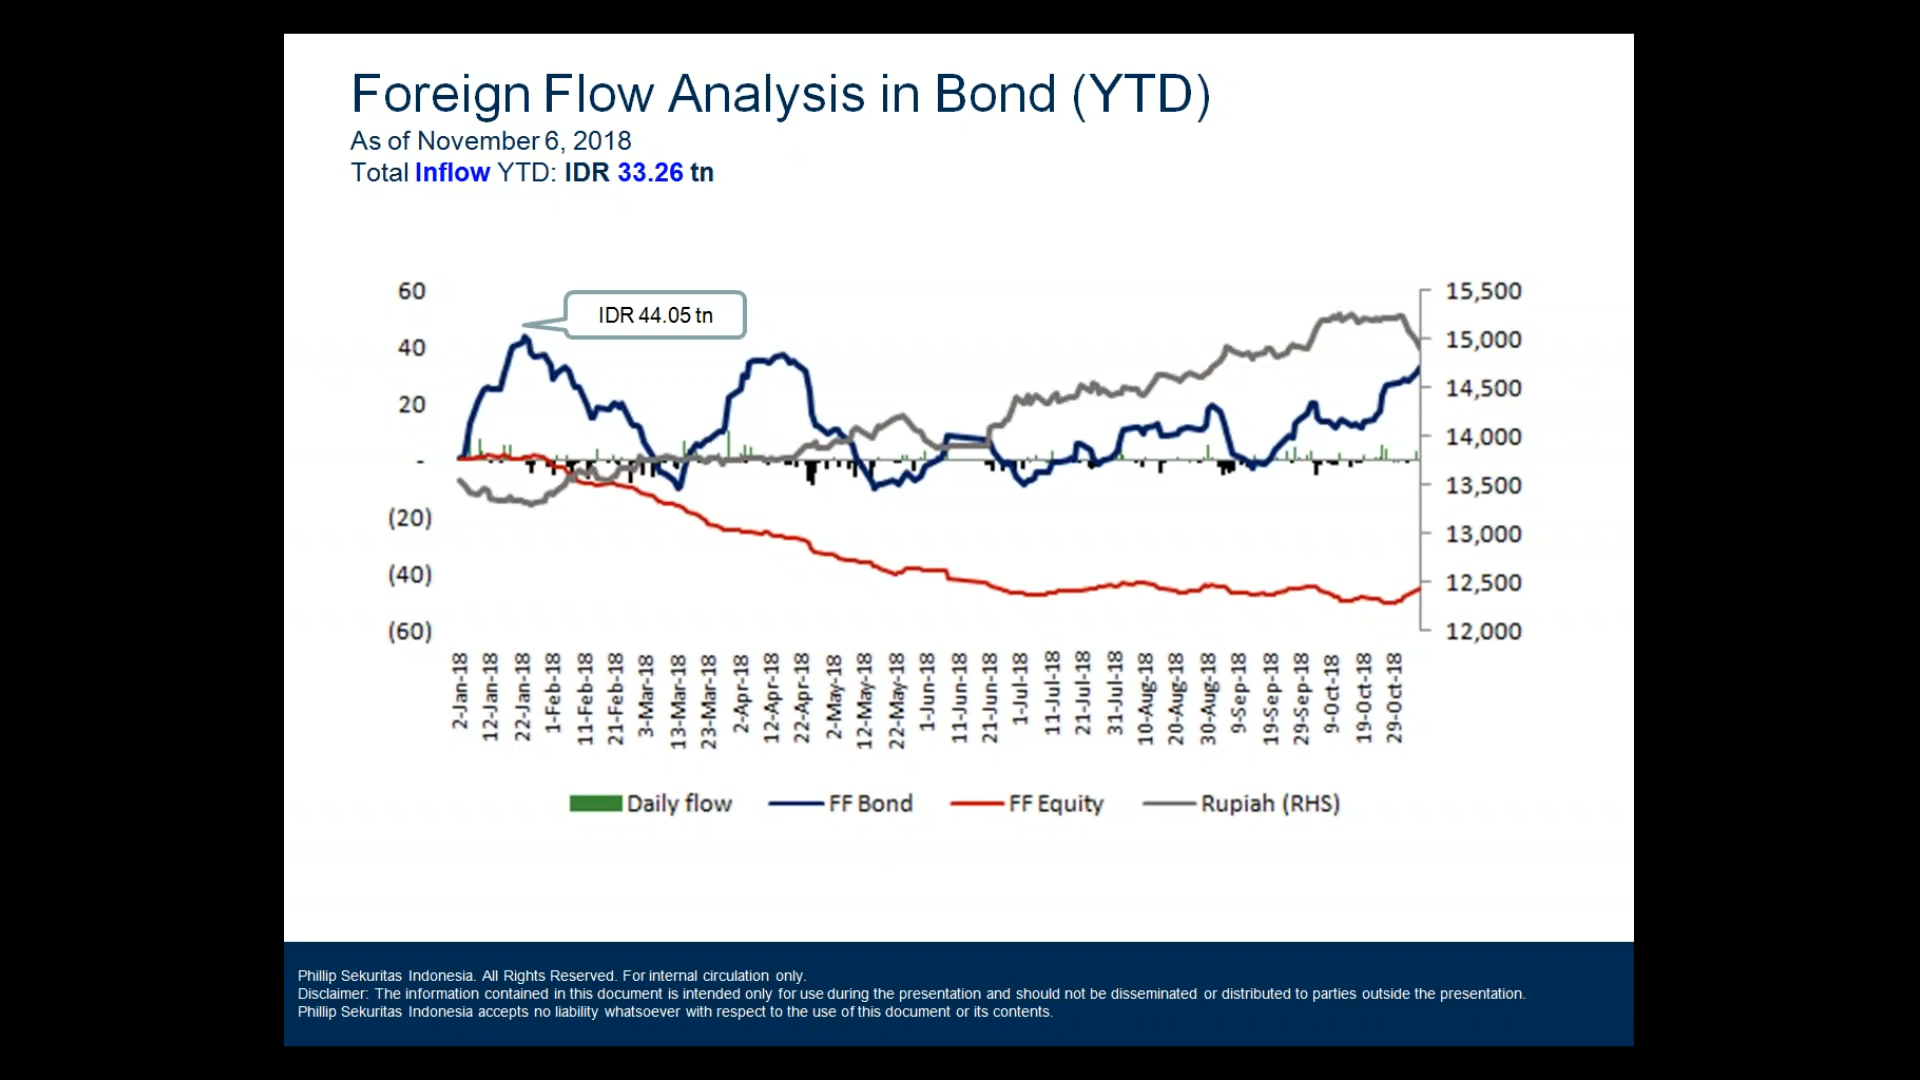 Foreign Flow Analysis in Bond (YTD)
As of November 6, 2018
Total Inflow YTD: IDR 33.26 tn
IDR 44.05 tn
60
40
20
-
(20)
(40)
(60)
15,500
15,000
14,500
14,000
13,500
13,000
12,500
12,000
2-Jan-18
12-Jan-18
22-Jan-18
1-Feb-18
11-Feb-18
21-Feb-18
3-Mar-18
13-Mar-18
23-Mar-18
2-Apr-18
12-Apr-18
22-Apr-18
2-May-18
12-May-18
22-May-18
1-Jun-18
11-Jun-18
21-Jun-18
1-Jul-18
11-Jul-18
21-Jul-18
31-Jul-18
10-Aug-18
20-Aug-18
30-Aug-18
9-Sep-18
19-Sep-18
29-Sep-18
9-Oct-18
19-Oct-18
29-Oct-18
Daily flow FF Bond FF Equity Rupiah (RHS)
Phillip Sekuritas Indonesia. All Rights Reserved. For internal circulation only.
Disclaimer: The information contained in this document is intended only for use during the presentation and should not be disseminated or distributed to parties outside the presentation.
Phillip Sekuritas Indonesia accepts no liability whatsoever with respect to the use of this document or its contents.